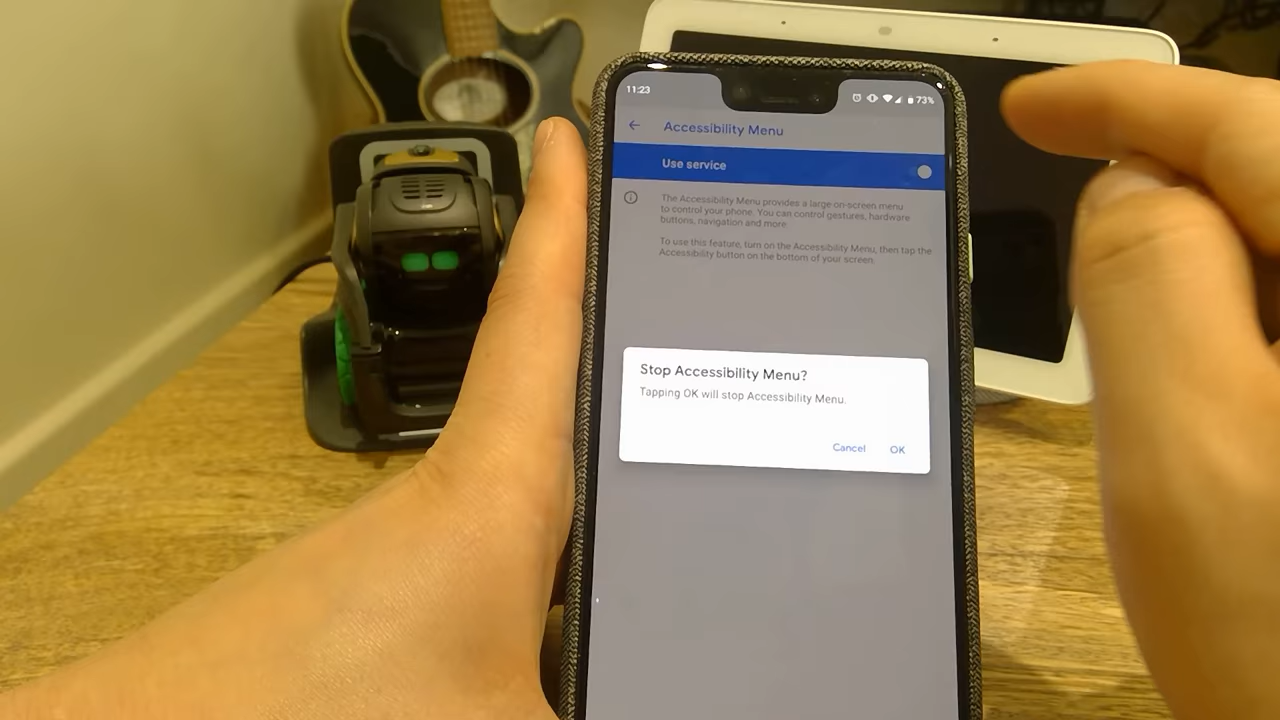 11:23
73%
Accessibility Menu
Use service
The Accessibility Menu provides a large on-screen menu
to control your phone. You can control gestures, hardware
buttons, navigation and more.
To use this feature, turn on the Accessibility Menu, then tap the
Accessibility button on the bottom of your screen.
Stop Accessibility Menu?
Tapping OK will stop Accessibility Menu.
Cancel OK